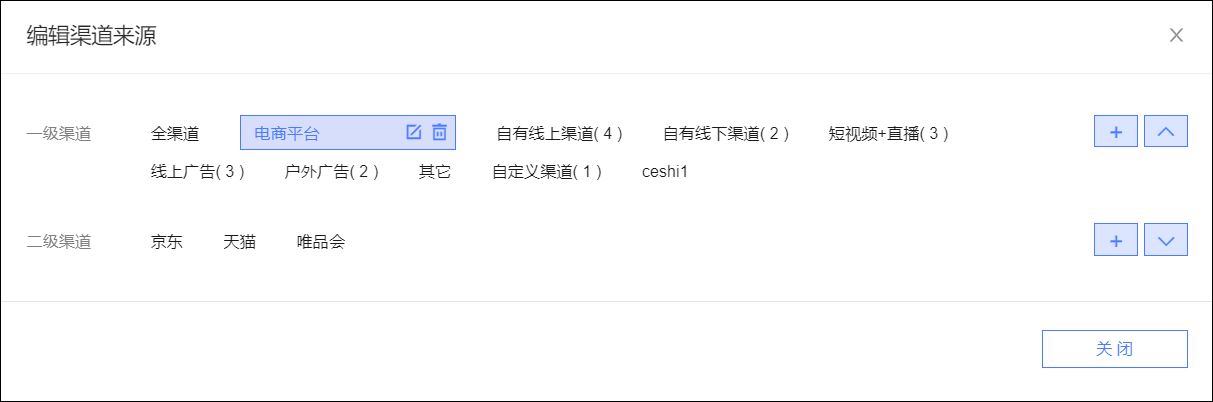 编辑渠道来源
一级渠道 全渠道 电商平台 自有线上渠道( 4 ) 自有线下渠道( 2 ) 短视频+直播( 3 )
线上广告( 3 ) 户外广告( 2 ) 其它 自定义渠道( 1 ) ceshi1
二级渠道 京东 天猫 唯品会
关 闭